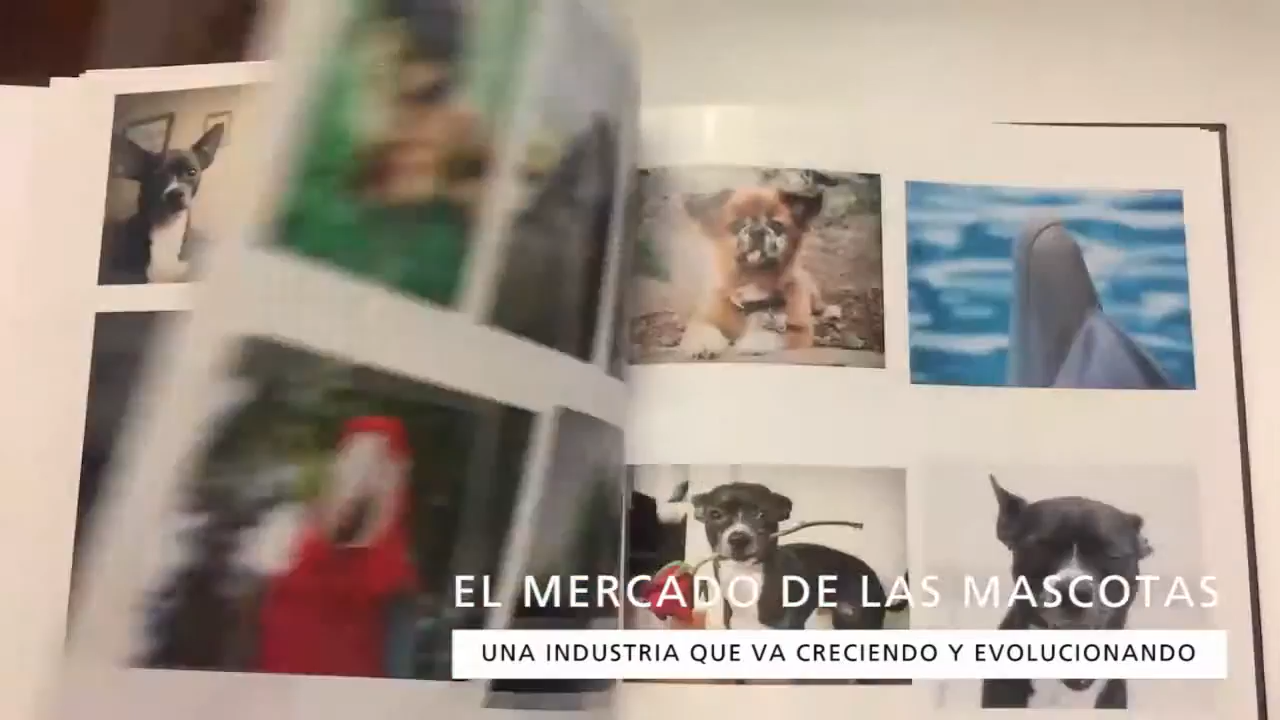 EL MERCADO DE LAS MASCOTAS
UNA INDUSTRIA QUE VA CRECIENDO Y EVOLUCIONANDO